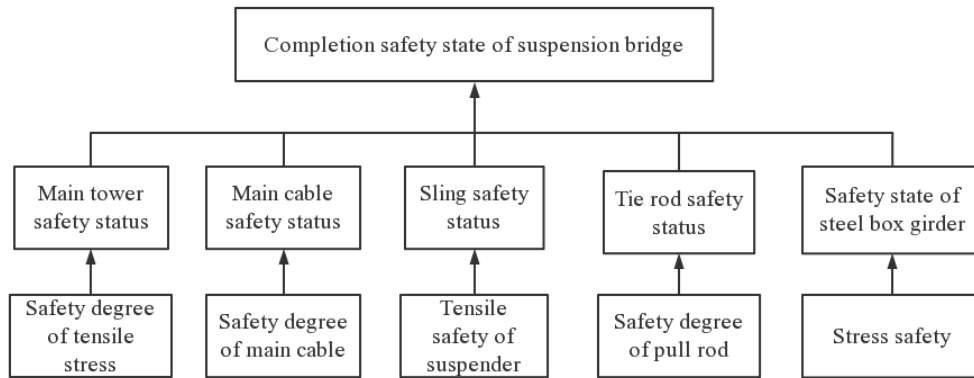 Completion safety state of suspension bridge
Main tower
safety status
Main cable
safety status
Sling safety
status
Tie rod safety
status
Safety state of
steel box girder
Safety degree
of tensile
stress
Safety degree
of main cable
Tensile
safety of
suspender
Safety degree
of pull rod
Stress safety